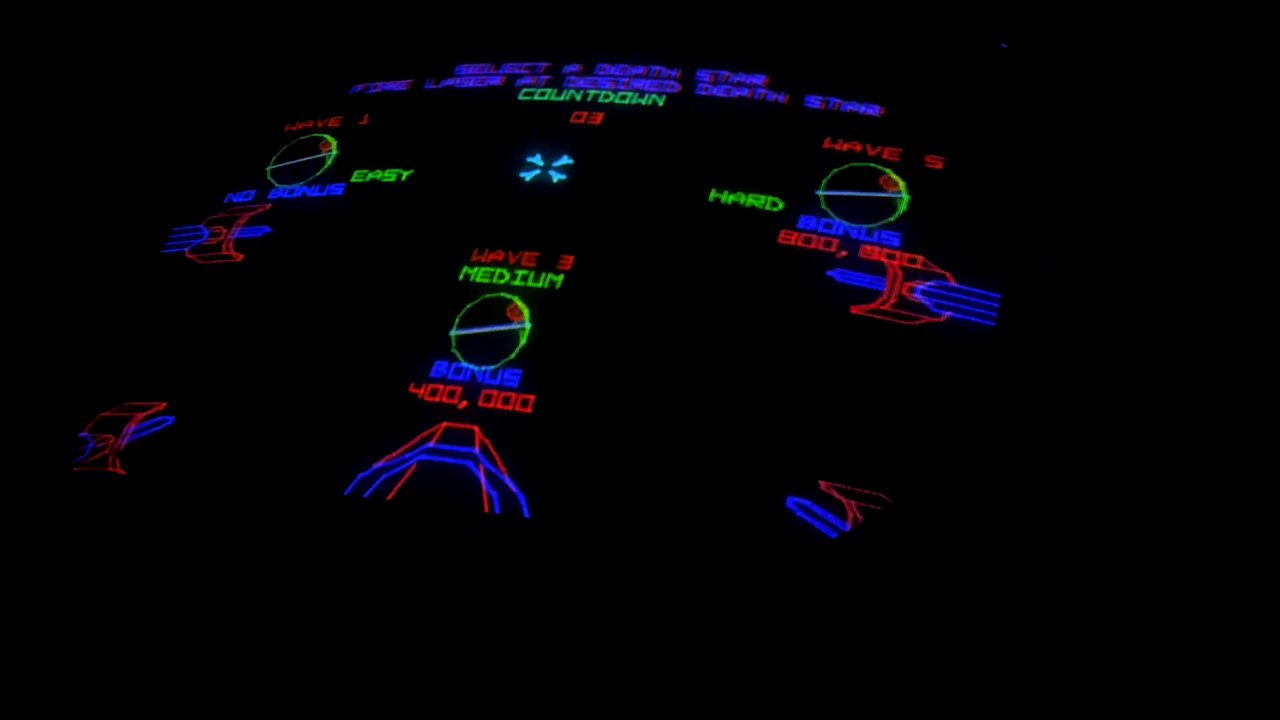 SELECT A DEATH STAR
FIRE LASER AT DESIRED DEATH STAR
COUNTDOWN
03
WAVE 1
EASY
NO BONUS
WAVE 3
MEDIUM
BONUS
400,000
WAVE 5
HARD
BONUS
800,000